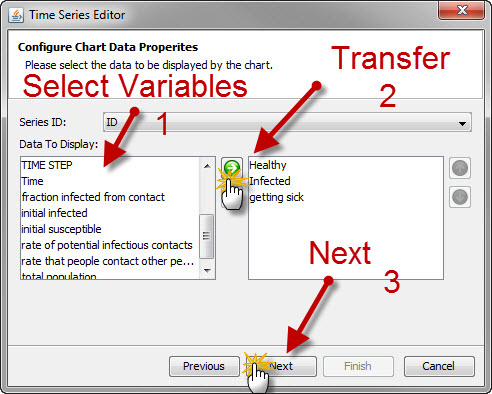 Time Series Editor
Configure Chart Data Properites
Please select the data to be displayed by the chart.
Select Variables
1
Transfer
2
Series ID:
ID
Data To Display:
TIME STEP
Time
fraction infected from contact
initial infected
initial susceptible
rate of potential infectious contacts
rate that people contact other pe...
total population
Healthy
Infected
getting sick
Next
3
Previous
Next
Finish
Cancel